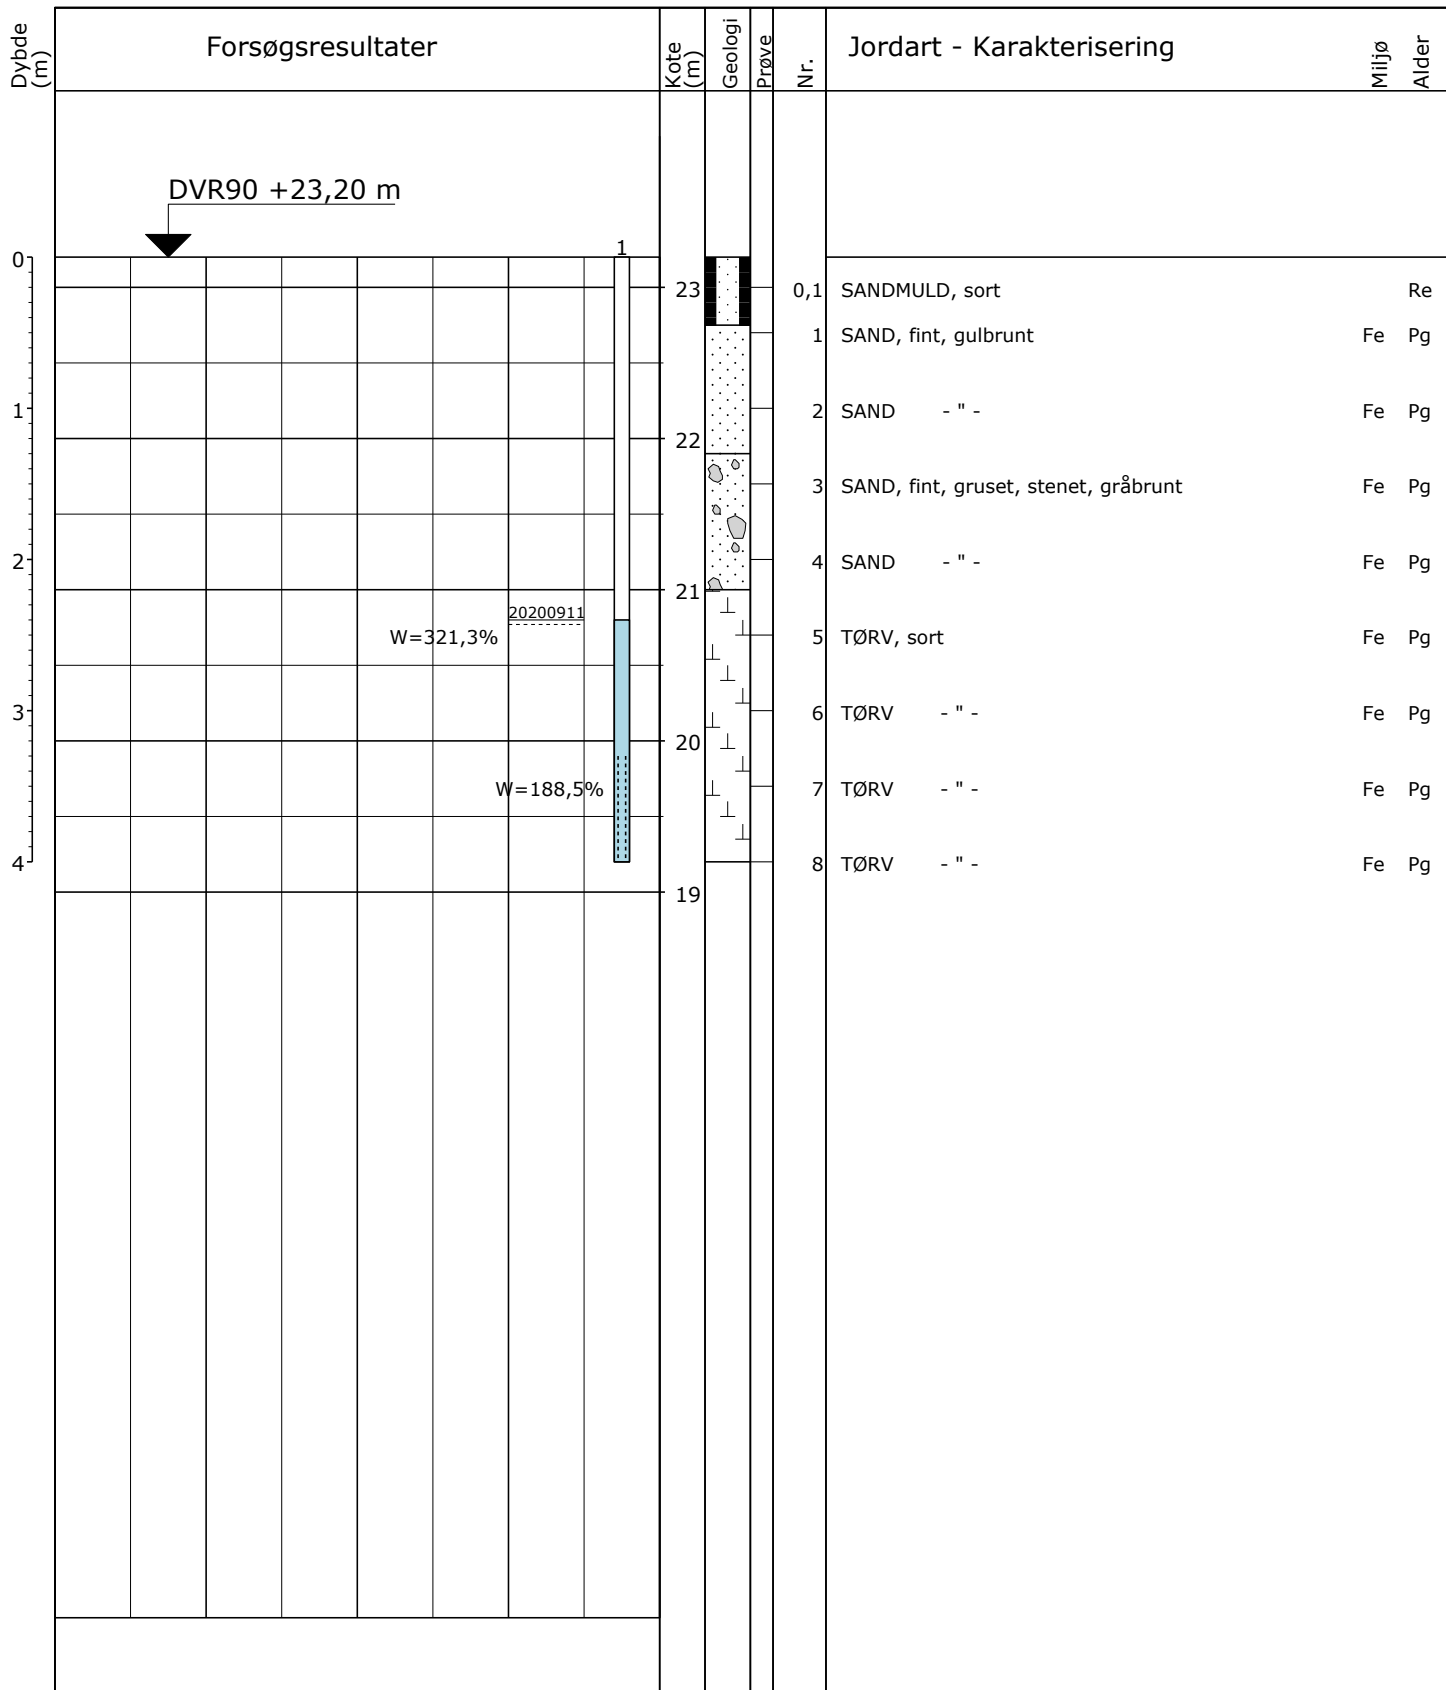 Dybde
(m)
Forsøgsresultater
Kote
(m)
Geologi
Prøve
Nr.
Jordart - Karakterisering
Miljø
Alder
DVR90 +23,20 m
1
0
23 0,1 SANDMULD, sort Re
1 SAND, fint, gulbrunt Fe Pg
1 2 SAND - " - Fe Pg
22
3 SAND, fint, gruset, stenet, gråbrunt Fe Pg
2 4 SAND - " - Fe Pg
21
20200911
W=321,3% 5 TØRV, sort Fe Pg
3 6 TØRV - " - Fe Pg
20
W=188,5% 7 TØRV - " - Fe Pg
4 8 TØRV - " - Fe Pg
19